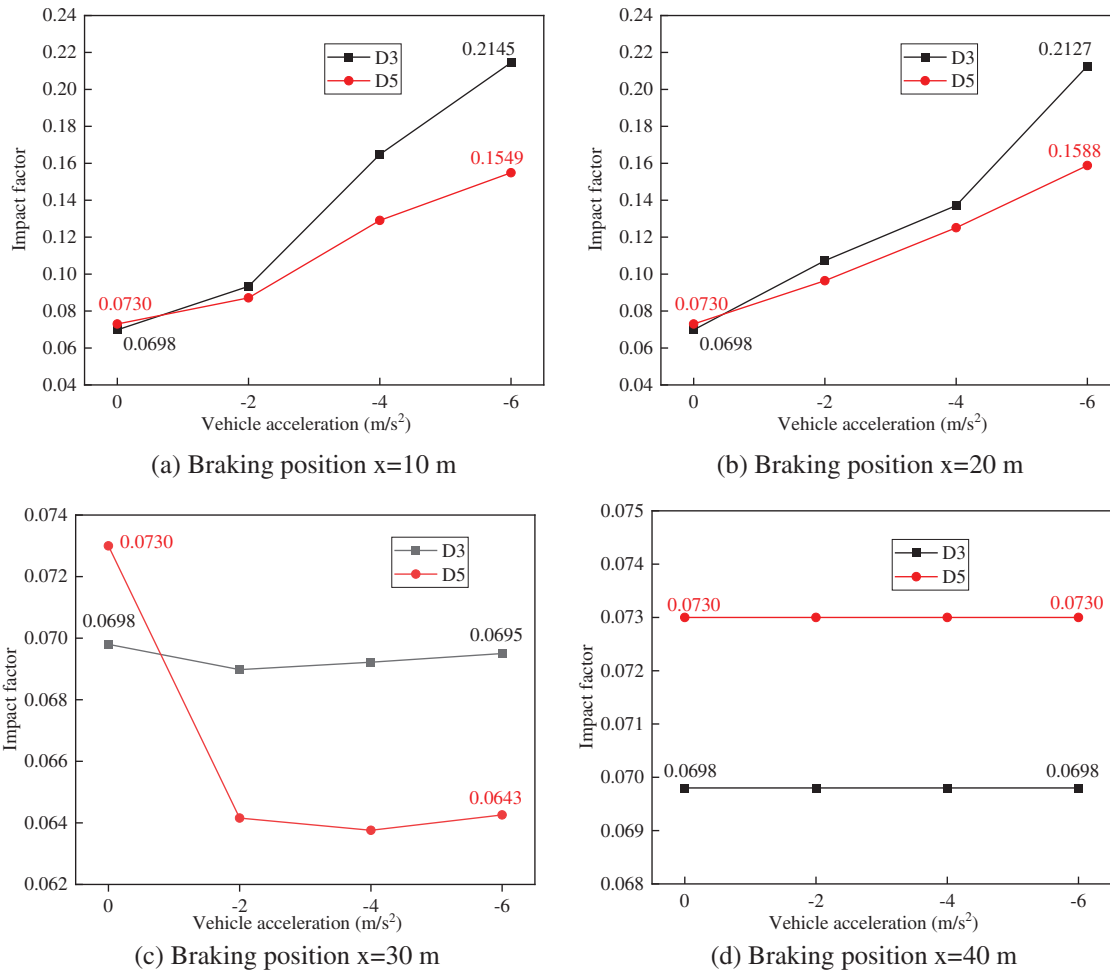 0.24
0.22
0.20
0.18
0.16
0.14
0.12
0.10
0.08
0.06
0.04
Impact factor
D3
D5
0.2145
0.1549
0.0730
0.0698
0 -2 -4 -6
Vehicle acceleration (m/s²)
(a) Braking position x=10 m
0.24
0.22
0.20
0.18
0.16
0.14
0.12
0.10
0.08
0.06
0.04
Impact factor
D3
D5
0.2127
0.1588
0.0730
0.0698
0 -2 -4 -6
Vehicle acceleration (m/s²)
(b) Braking position x=20 m
0.074
0.072
0.070
0.068
0.066
0.064
0.062
Impact factor
D3
D5
0.0730
0.0698
0.0695
0.0643
0 -2 -4 -6
Vehicle acceleration (m/s²)
(c) Braking position x=30 m
0.075
0.074
0.073
0.072
0.071
0.070
0.069
0.068
Impact factor
D3
D5
0.0730 0.0730
0.0698 0.0698
0 -2 -4 -6
Vehicle acceleration (m/s²)
(d) Braking position x=40 m